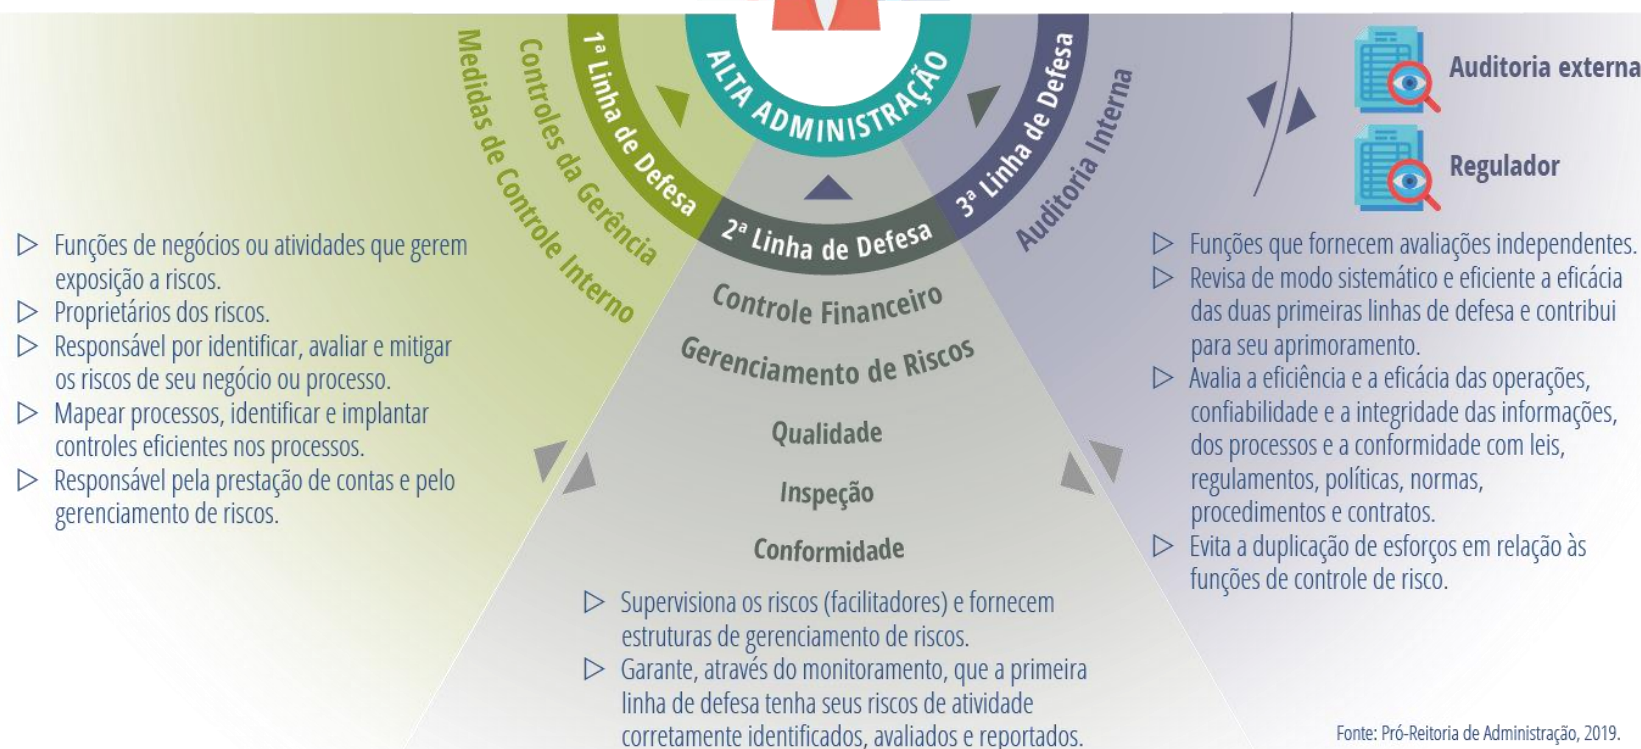 ALTA ADMINISTRAÇÃO
1ª Linha de Defesa
Controles da Gerência
Medidas de Controle Interno
Funções de negócios ou atividades que gerem
exposição a riscos.
Proprietários dos riscos.
Responsável por identificar, avaliar e mitigar
os riscos de seu negócio ou processo.
Mapear processos, identificar e implantar
controles eficientes nos processos.
Responsável pela prestação de contas e pelo
gerenciamento de riscos.
2ª Linha de Defesa
Controle Financeiro
Gerenciamento de Riscos
Qualidade
Inspeção
Conformidade
Supervisiona os riscos (facilitadores) e fornecem
estruturas de gerenciamento de riscos.
Garante, através do monitoramento, que a primeira
linha de defesa tenha seus riscos de atividade
corretamente identificados, avaliados e reportados.
3ª Linha de Defesa
Auditoria Interna
Auditoria externa
Regulador
Funções que fornecem avaliações independentes.
Revisa de modo sistemático e eficiente a eficácia
das duas primeiras linhas de defesa e contribui
para seu aprimoramento.
Avalia a eficiência e a eficácia das operações,
confiabilidade e a integridade das informações,
dos processos e a conformidade com leis,
regulamentos, políticas, normas,
procedimentos e contratos.
Evita a duplicação de esforços em relação às
funções de controle de risco.
Fonte: Pró-Reitoria de Administração, 2019.